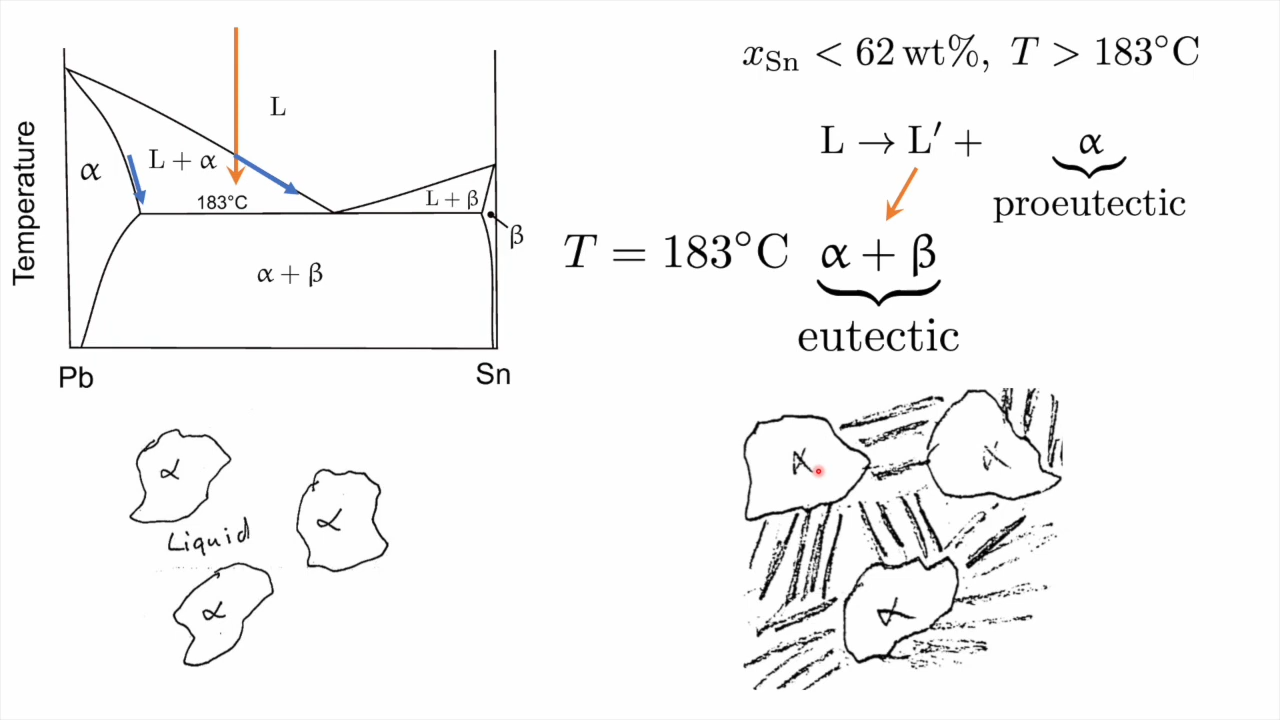 Temperature
L
α
L + α
183°C
L + β
β
α + β
Pb
Sn
x_Sn < 62 wt%, T > 183°C
L → L′ + α
proeutectic
T = 183°C α + β
eutectic
α
α
Liquid
α
α
α
α